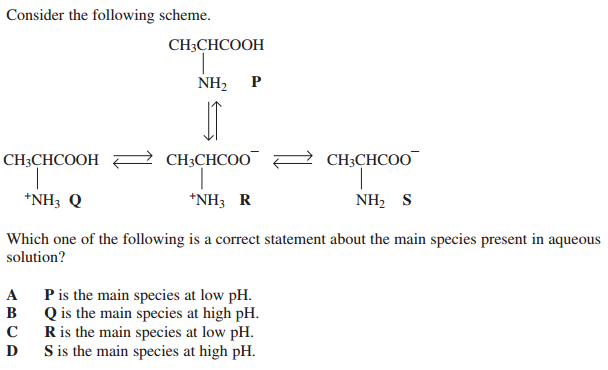 Consider the following scheme.
CH₃CHCOOH
NH₂ P
CH₃CHCOOH CH₃CHCOO⁻ CH₃CHCOO⁻
⁺NH₃ Q ⁺NH₃ R NH₂ S
Which one of the following is a correct statement about the main species present in aqueous
solution?
A P is the main species at low pH.
B Q is the main species at high pH.
C R is the main species at low pH.
D S is the main species at high pH.